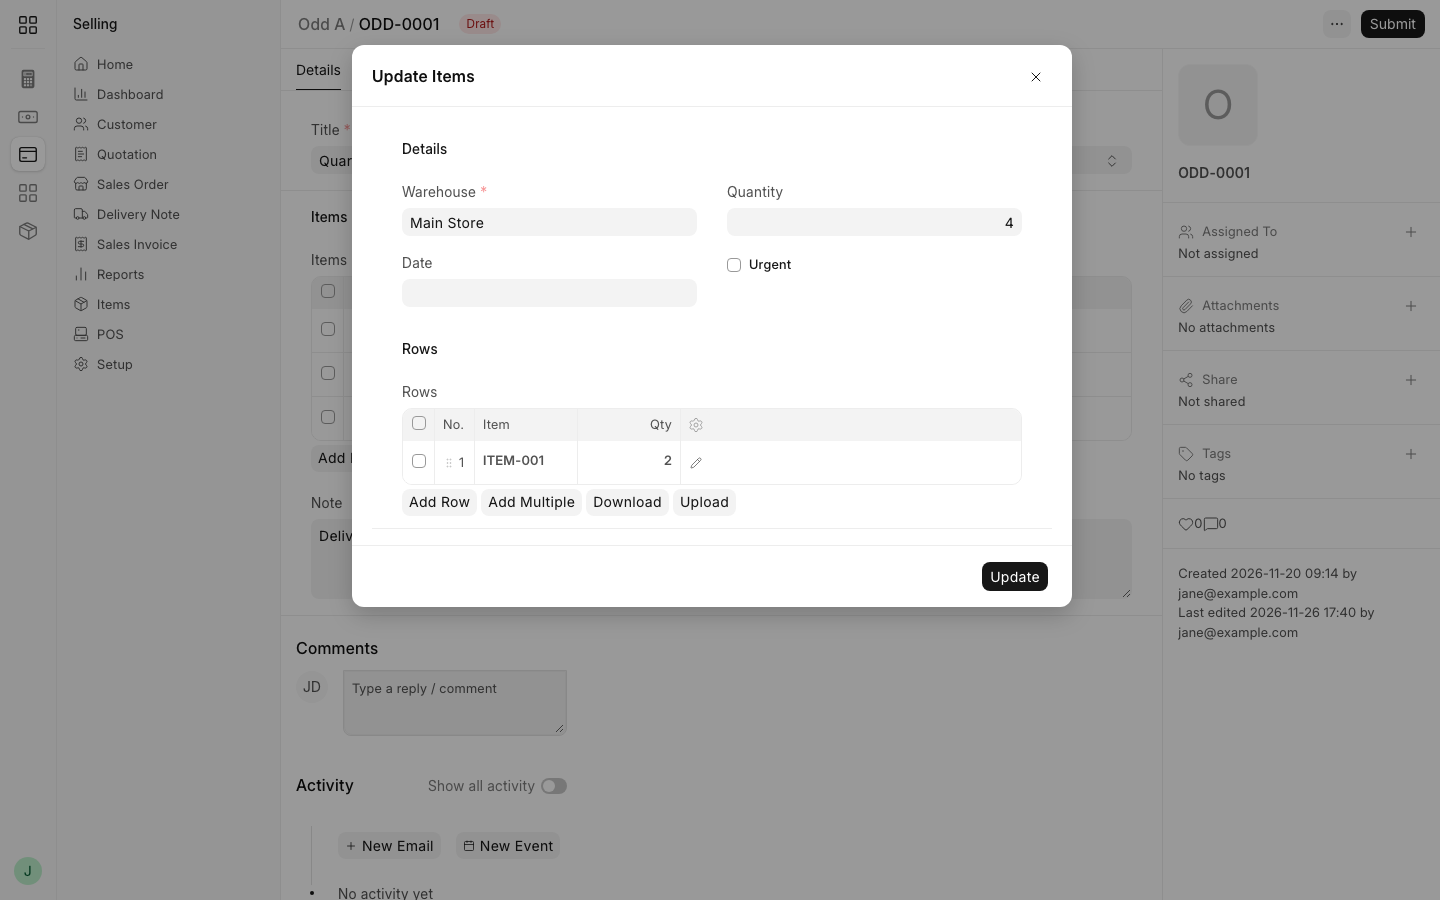 Selling
Home
Dashboard
Customer
Quotation
Sales Order
Delivery Note
Sales Invoice
Reports
Items
POS
Setup
J
Odd A / ODD-0001
Draft
Submit
Details
Title *
Items
Items
Note
Update Items
Details
Warehouse *
Main Store
Quantity
4
Date
Urgent
Rows
Rows
No. Item Qty
1 ITEM-001 2
Add Row Add Multiple Download Upload
Update
Comments
JD
Type a reply / comment
Activity
Show all activity
New Email
New Event
No activity yet
O
ODD-0001
Assigned To
Not assigned
Attachments
No attachments
Share
Not shared
Tags
No tags
0 0
Created 2026-11-20 09:14 by
jane@example.com
Last edited 2026-11-26 17:40 by
jane@example.com